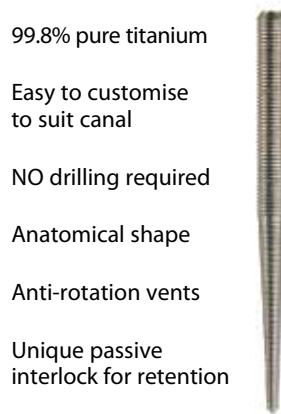 99.8% pure titanium
Easy to customise
to suit canal
NO drilling required
Anatomical shape
Anti-rotation vents
Unique passive
interlock for retention